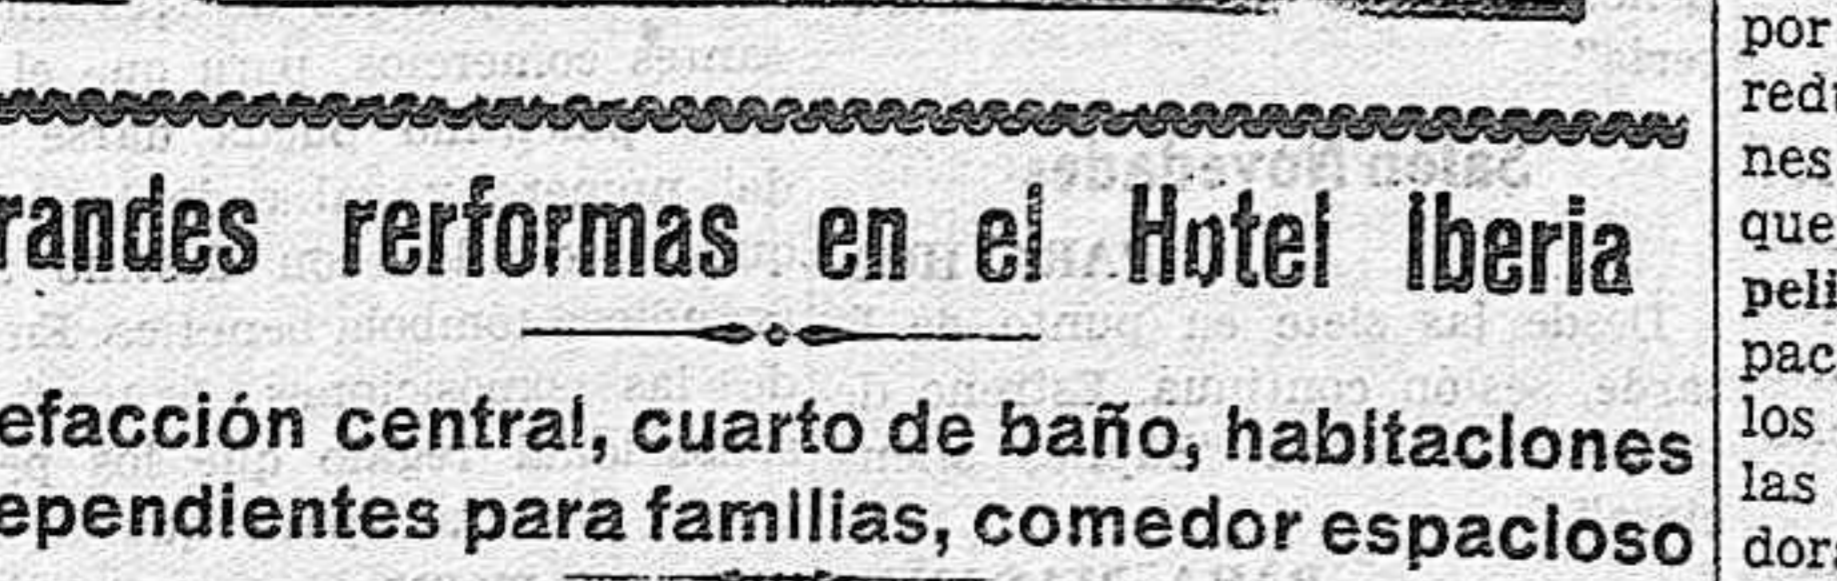 randes rerformas en el Hotel Iberia
efacción central, cuarto de baño, habitaciones
ependientes para familias, comedor espacioso
por
red
nes
que
peli
pac
los
las
dor